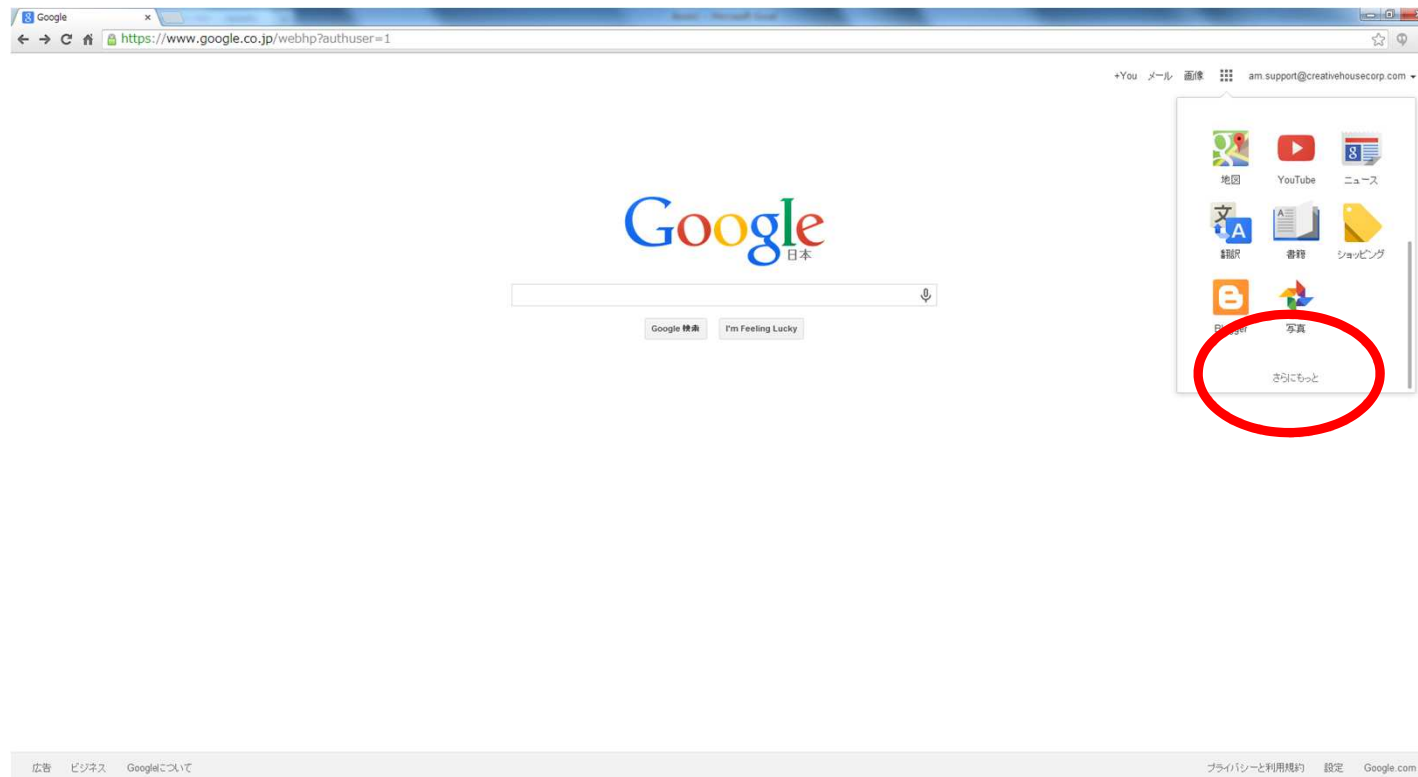 Google
https://www.google.co.jp/webhp?authuser=1
+You メール 画像 am.support@creativehousecorp.com
地図 YouTube ニュース
翻訳 書籍 ショッピング
Blogger 写真
さらにもっと
Google
日本
Google 検索 I'm Feeling Lucky
広告 ビジネス Googleについて プライバシーと利用規約 設定 Google.com